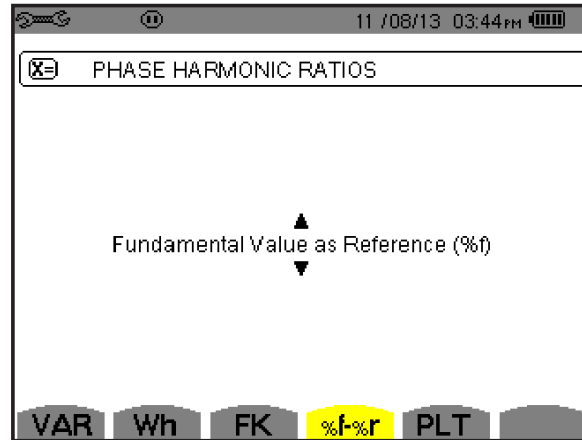 11 /08/13 03:44PM
X= PHASE HARMONIC RATIOS
Fundamental Value as Reference (%f)
VAR Wh FK %f-%r PLT